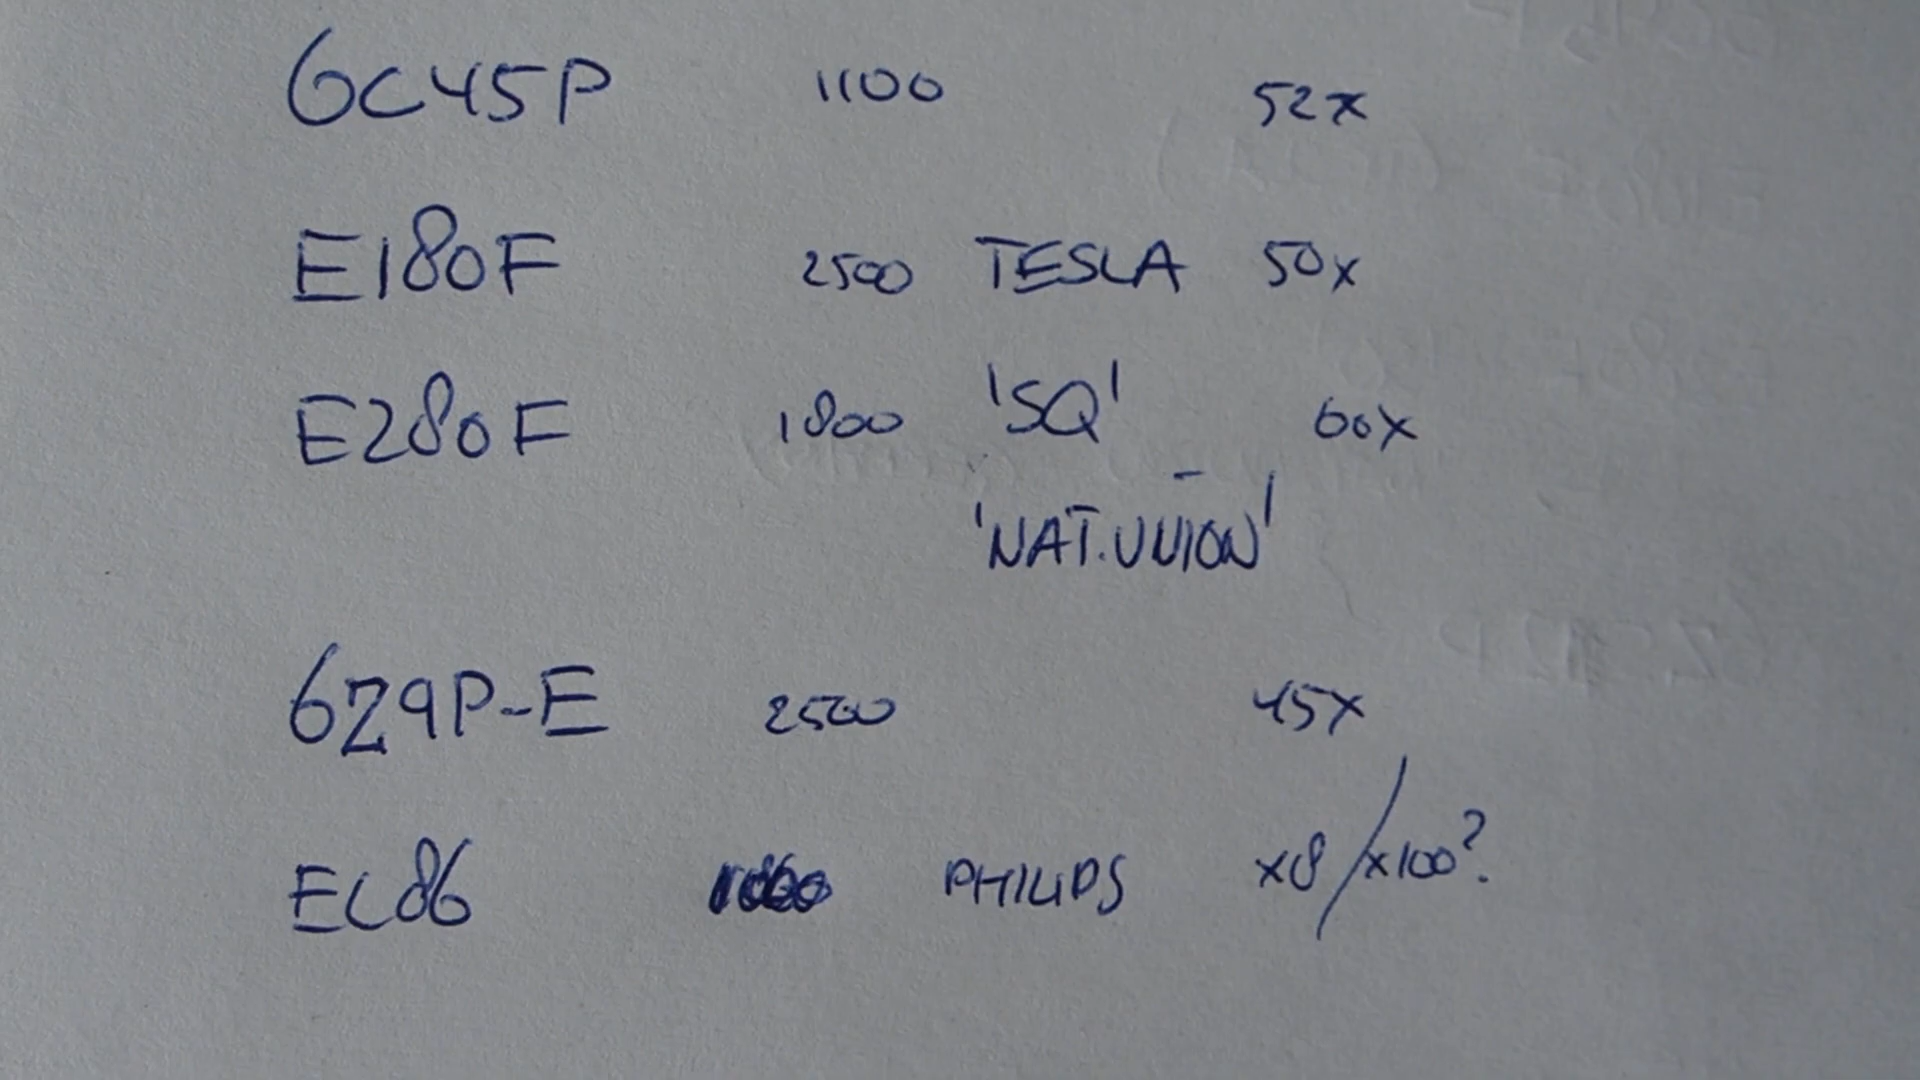 6C45P 1100 52x
E180F 2500 TESLA 50x
E280F 1800 'SQ' 60x
'NAT.UNION'
6Z9P-E 2500 45x
EC86 PHILIPS x8/x100?